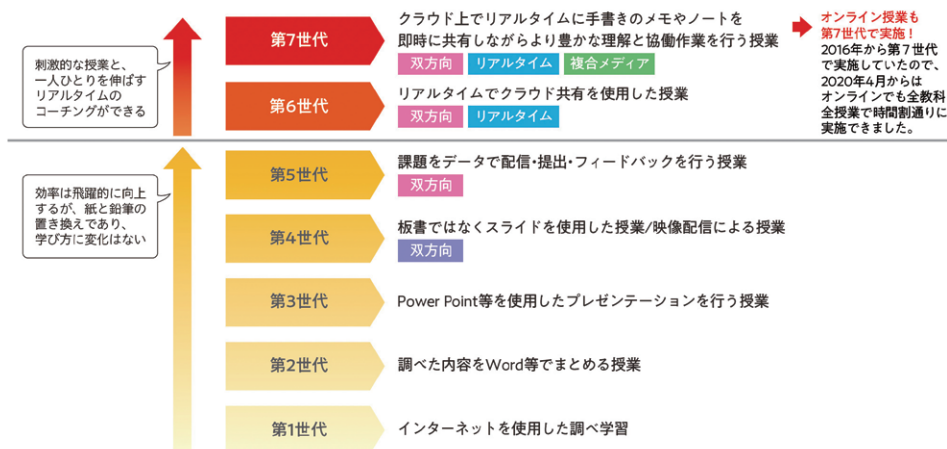 第7世代
クラウド上でリアルタイムに手書きのメモやノートを
即時に共有しながらより豊かな理解と協働作業を行う授業
双方向
リアルタイム
複合メディア
オンライン授業も
第7世代で実施!
2016年から第7世代
で実施していたので、
2020年4月からは
オンラインでも全教科
全授業で時間割通りに
実施できました。
刺激的な授業と、
一人ひとりを伸ばす
リアルタイムの
コーチングができる
第6世代
リアルタイムでクラウド共有を使用した授業
双方向
リアルタイム
第5世代
課題をデータで配信・提出・フィードバックを行う授業
双方向
効率は飛躍的に向上
するが、紙と鉛筆の
置き換えであり、
学び方に変化はない
第4世代
板書ではなくスライドを使用した授業/映像配信による授業
双方向
第3世代
Power Point等を使用したプレゼンテーションを行う授業
第2世代
調べた内容をWord等でまとめる授業
第1世代
インターネットを使用した調べ学習